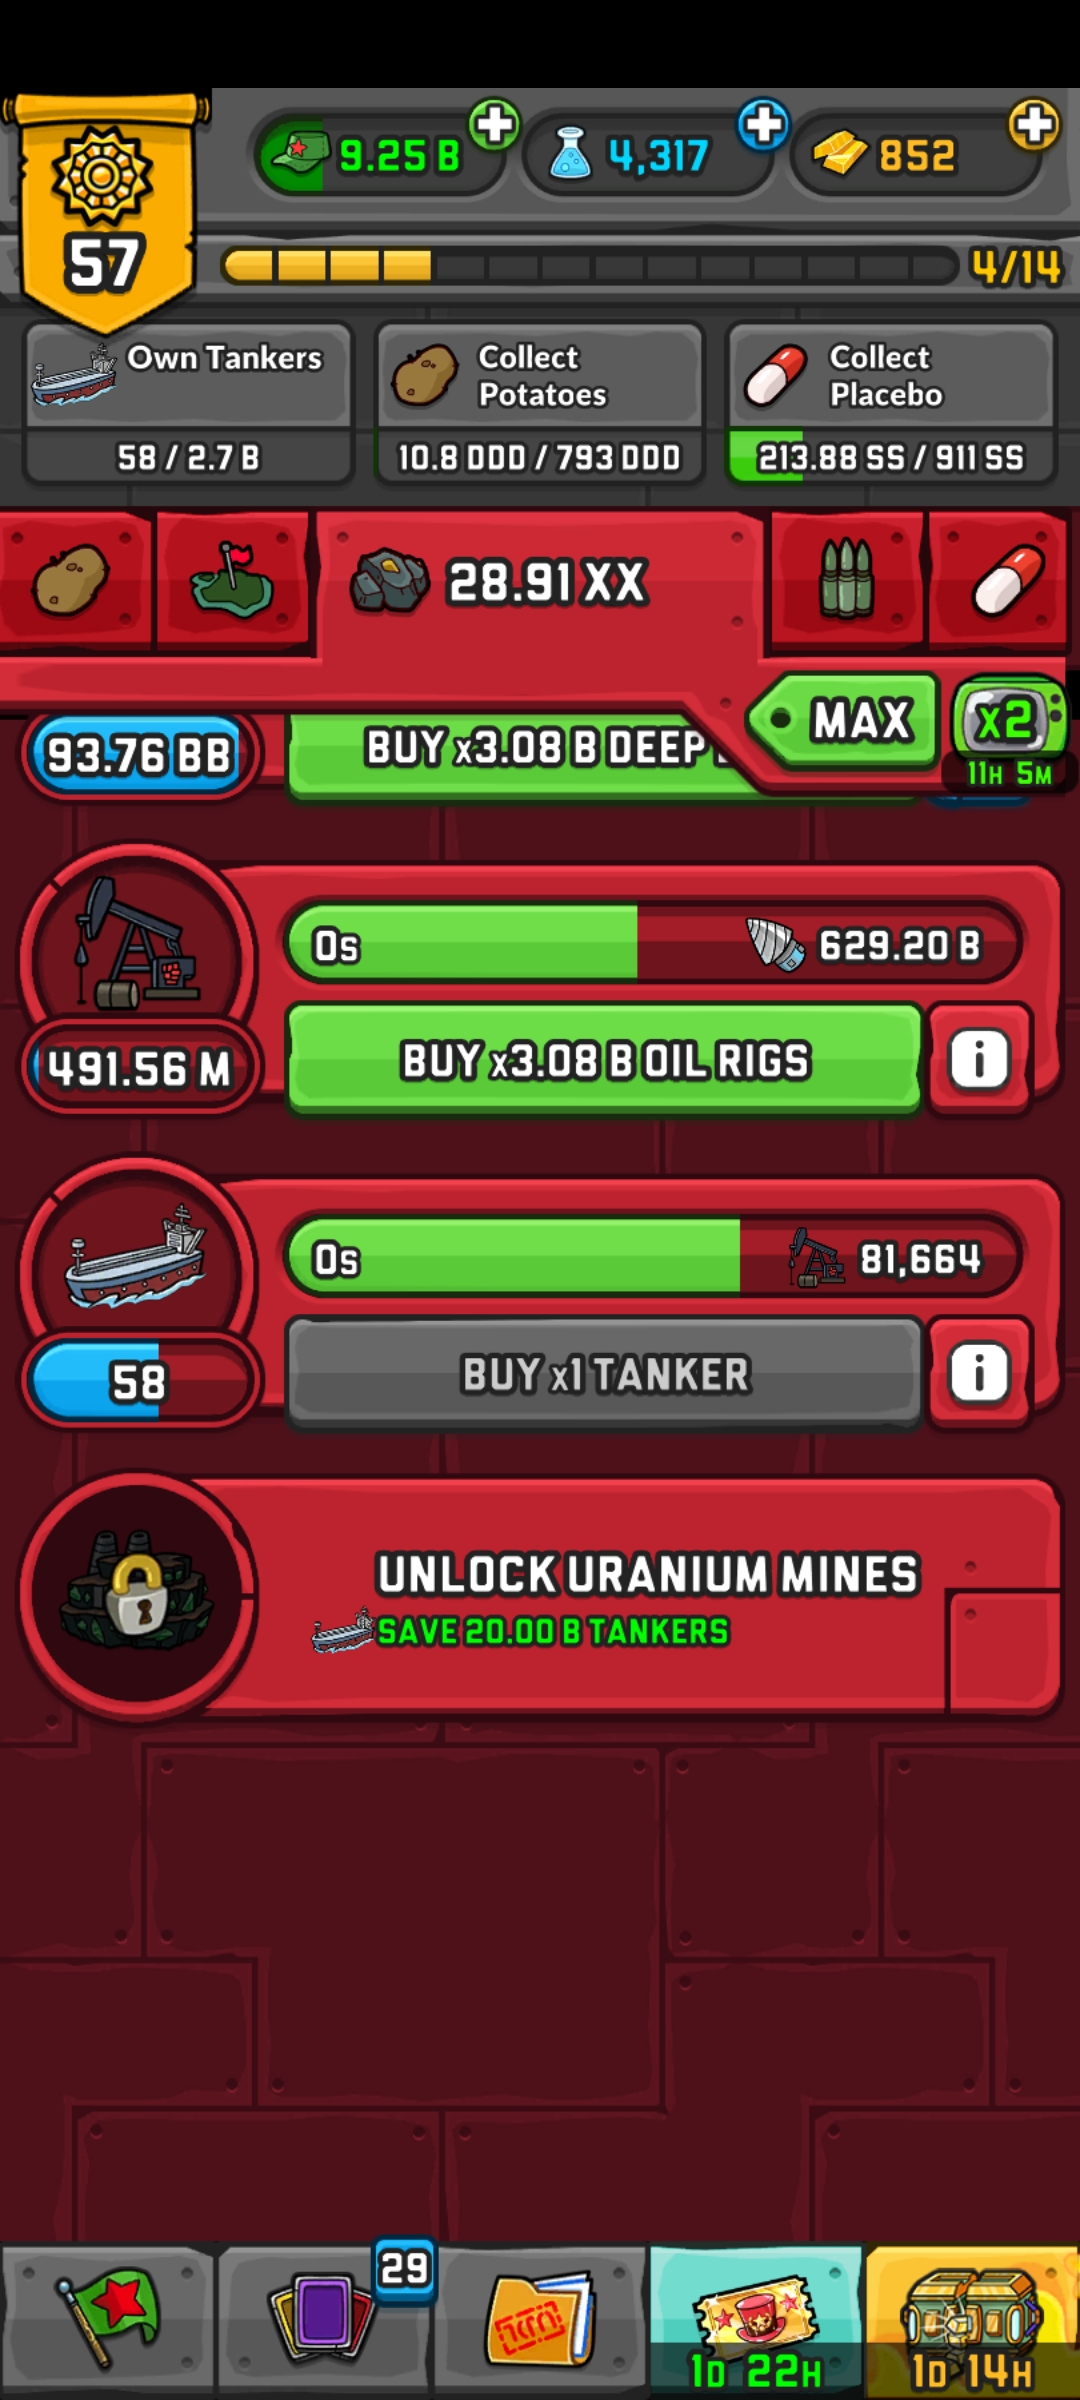 9.25 B
4,317
852
57
4/14
Own Tankers
58 / 2.7 B
Collect
Potatoes
10.8 DDD / 793 DDD
Collect
Placebo
213.88 SS / 911 SS
28.91 XX
MAX
x2
11H 5M
93.76 BB
BUY x3.08 B DEEP
0s
629.20 B
491.56 M
BUY x3.08 B OIL RIGS
i
0s
81,664
58
BUY x1 TANKER
i
UNLOCK URANIUM MINES
SAVE 20.00 B TANKERS
29
1D 22H
1D 14H